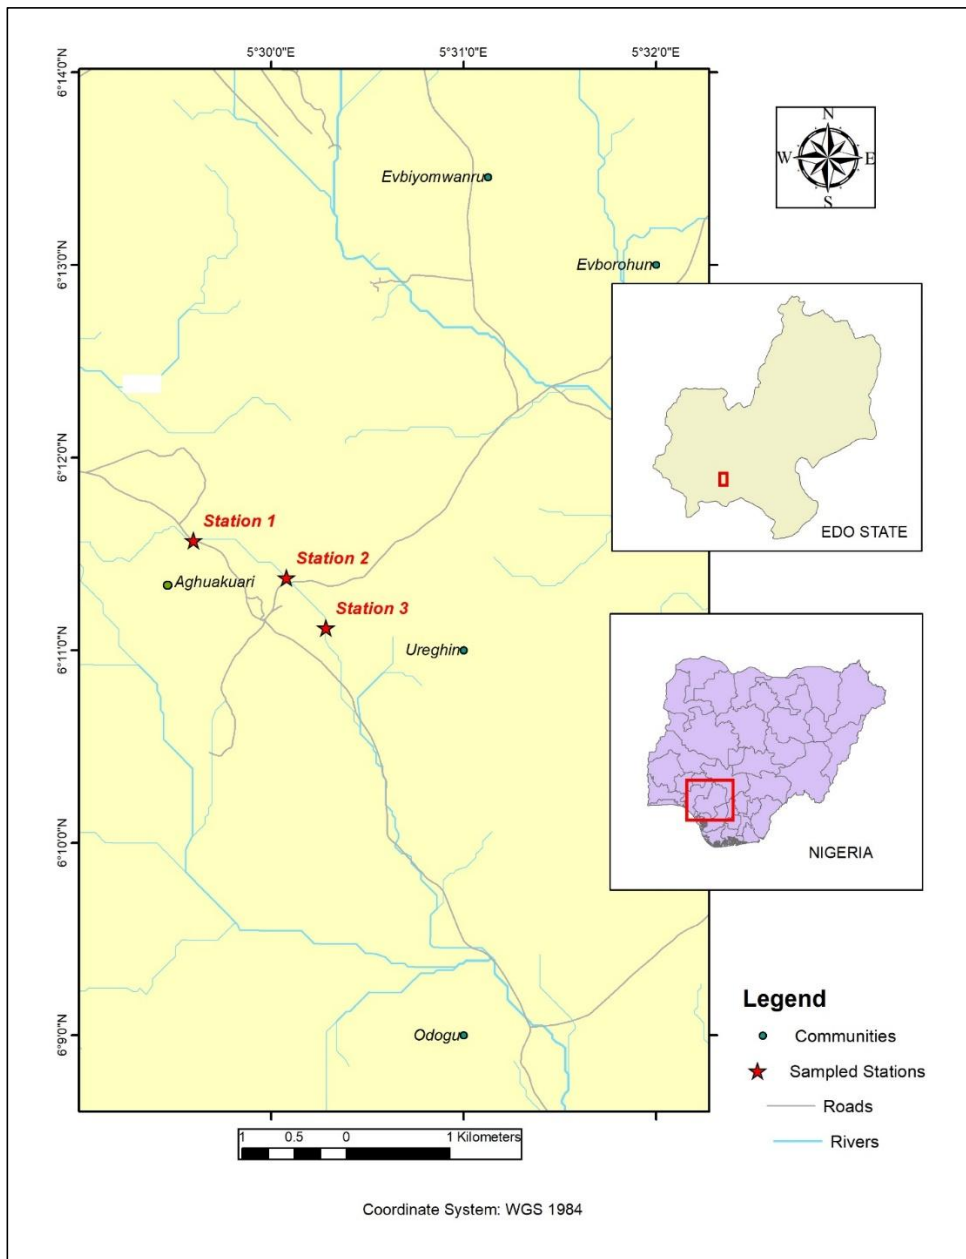 5°30'0"E
5°31'0"E
5°32'0"E
6°14'0"N
6°13'0"N
6°12'0"N
6°11'0"N
6°10'0"N
6°9'0"N
N
W
E
S
Evbiyomwanru
Evborohun
Station 1
Station 2
Aghuakuari
Station 3
Ureghin
Odogu
EDO STATE
NIGERIA
Legend
Communities
Sampled Stations
Roads
Rivers
1 0.5 0 1 Kilometers
Coordinate System: WGS 1984